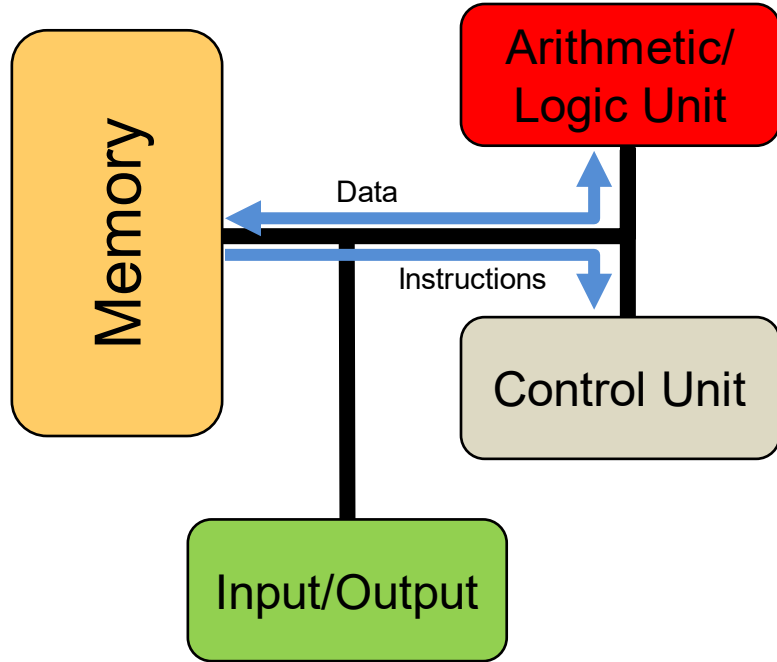 Memory
Arithmetic/
Logic Unit
Data
Instructions
Control Unit
Input/Output